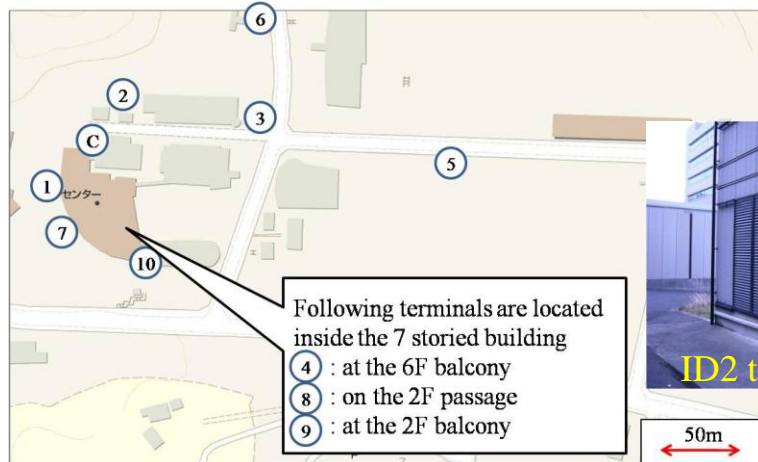 6
2
3
C
5
1
センター
7
10
Following terminals are located
inside the 7 storied building
4 : at the 6F balcony
8 : on the 2F passage
9 : at the 2F balcony
ID2 t
50m